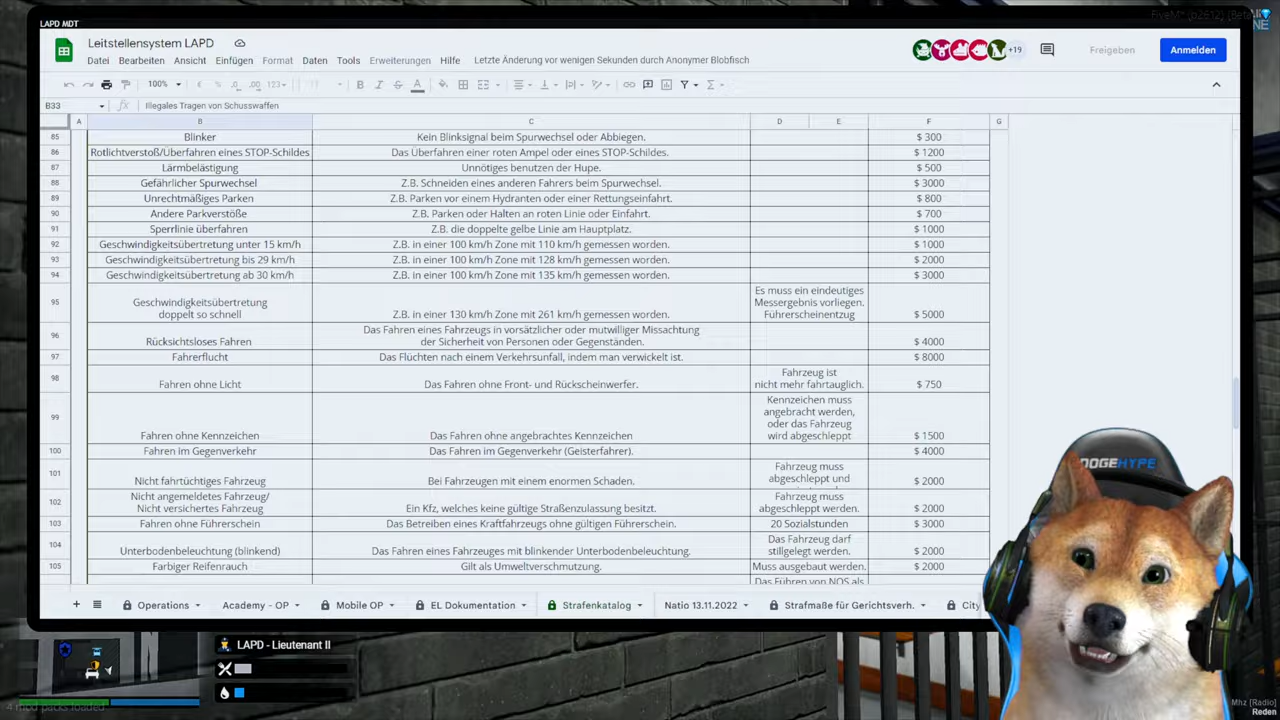 LAPD MDT
Leitstellensystem LAPD
+19
Freigeben
Anmelden
Datei Bearbeiten Ansicht Einfügen Format Daten Tools Erweiterungen Hilfe Letzte Änderung vor wenigen Sekunden durch Anonymer Blobfisch
100%
B33 fx Illegales Tragen von Schusswaffen
A B C D E F G
85 Blinker Kein Blinksignal beim Spurwechsel oder Abbiegen. $ 300
86 Rotlichtverstoß/Überfahren eines STOP-Schildes Das Überfahren einer roten Ampel oder eines STOP-Schildes. $ 1200
87 Lärmbelästigung Unnötiges benutzen der Hupe. $ 500
88 Gefährlicher Spurwechsel Z.B. Schneiden eines anderen Fahrers beim Spurwechsel. $ 3000
89 Unrechtmäßiges Parken Z.B. Parken vor einem Hydranten oder einer Rettungseinfahrt. $ 800
90 Andere Parkverstöße Z.B. Parken oder Halten an roten Linie oder Einfahrt. $ 700
91 Sperrlinie überfahren Z.B. die doppelte gelbe Linie am Hauptplatz. $ 1000
92 Geschwindigkeitsübertretung unter 15 km/h Z.B. in einer 100 km/h Zone mit 110 km/h gemessen worden. $ 1000
93 Geschwindigkeitsübertretung bis 29 km/h Z.B. in einer 100 km/h Zone mit 128 km/h gemessen worden. $ 2000
94 Geschwindigkeitsübertretung ab 30 km/h Z.B. in einer 100 km/h Zone mit 135 km/h gemessen worden. $ 3000
95 Geschwindigkeitsübertretung
doppelt so schnell Z.B. in einer 130 km/h Zone mit 261 km/h gemessen worden.
Es muss ein eindeutiges
Messergebnis vorliegen.
Führerscheinentzug $ 5000
96 Rücksichtsloses Fahren
Das Fahren eines Fahrzeugs in vorsätzlicher oder mutwilliger Missachtung
der Sicherheit von Personen oder Gegenständen. $ 4000
97 Fahrerflucht Das Flüchten nach einem Verkehrsunfall, indem man verwickelt ist. $ 8000
98 Fahren ohne Licht Das Fahren ohne Front- und Rückscheinwerfer.
Fahrzeug ist
nicht mehr fahrtauglich. $ 750
99 Fahren ohne Kennzeichen Das Fahren ohne angebrachtes Kennzeichen
Kennzeichen muss
angebracht werden,
oder das Fahrzeug
wird abgeschleppt $ 1500
100 Fahren im Gegenverkehr Das Fahren im Gegenverkehr (Geisterfahrer). $ 4000
101 Nicht fahrtüchtiges Fahrzeug Bei Fahrzeugen mit einem enormen Schaden.
Fahrzeug muss
abgeschleppt und $ 2000
102 Nicht angemeldetes Fahrzeug/
Nicht versichertes Fahrzeug Ein Kfz, welches keine gültige Straßenzulassung besitzt.
Fahrzeug muss
abgeschleppt werden. $ 2000
103 Fahren ohne Führerschein Das Betreiben eines Kraftfahrzeugs ohne gültigen Führerschein. 20 Sozialstunden $ 3000
104 Unterbodenbeleuchtung (blinkend) Das Fahren eines Fahrzeuges mit blinkender Unterbodenbeleuchtung.
Das Fahrzeug darf
stillgelegt werden. $ 2000
105 Farbiger Reifenrauch Gilt als Umweltverschmutzung. Muss ausgebaut werden. $ 2000
Das Führen von NOS als
Operations Academy - OP Mobile OP EL Dokumentation Strafenkatalog Natio 13.11.2022 Strafmaße für Gerichtsverh. City
DOGEHYPE
LAPD - Lieutenant II
4 mod packs loaded
Mhz [Radio]
Reden